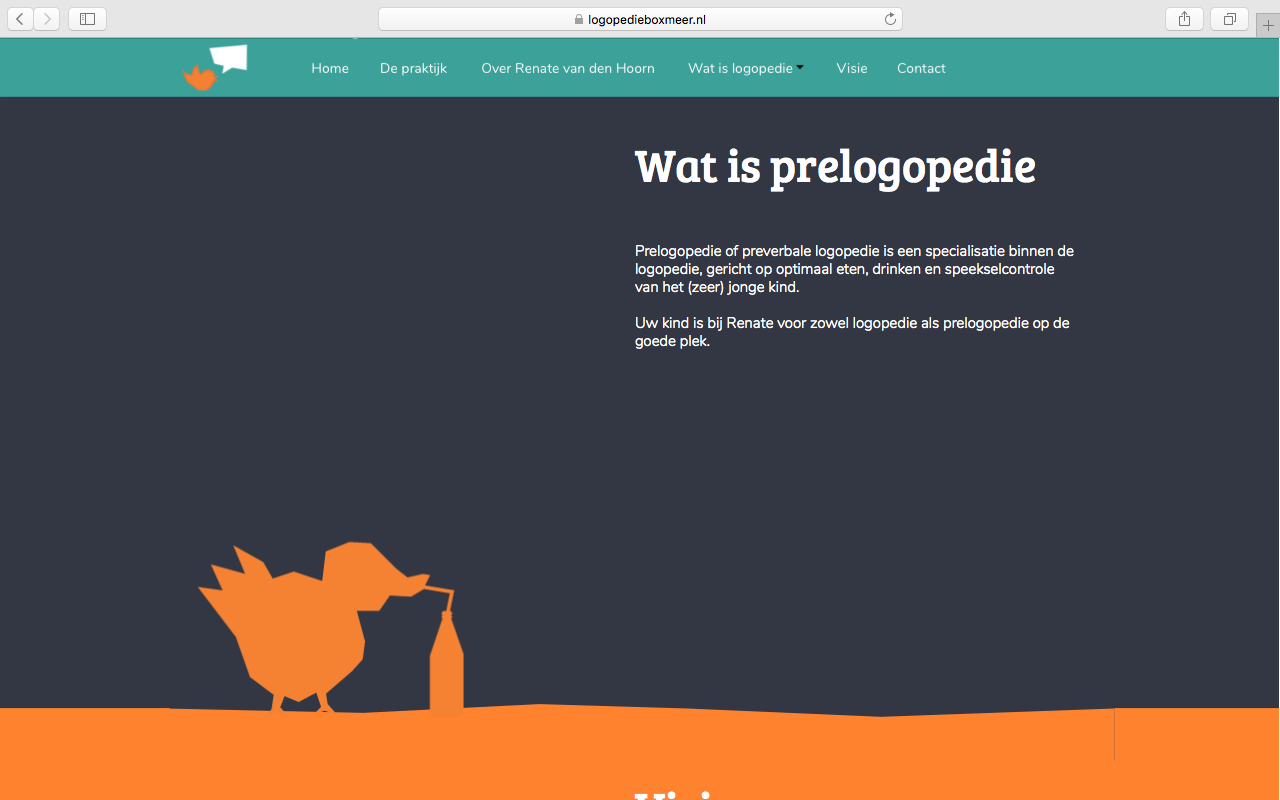 logopedieboxmeer.nl
Home De praktijk Over Renate van den Hoorn Wat is logopedie Visie Contact
Wat is prelogopedie
Prelogopedie of preverbale logopedie is een specialisatie binnen de
logopedie, gericht op optimaal eten, drinken en speekselcontrole
van het (zeer) jonge kind.
Uw kind is bij Renate voor zowel logopedie als prelogopedie op de
goede plek.